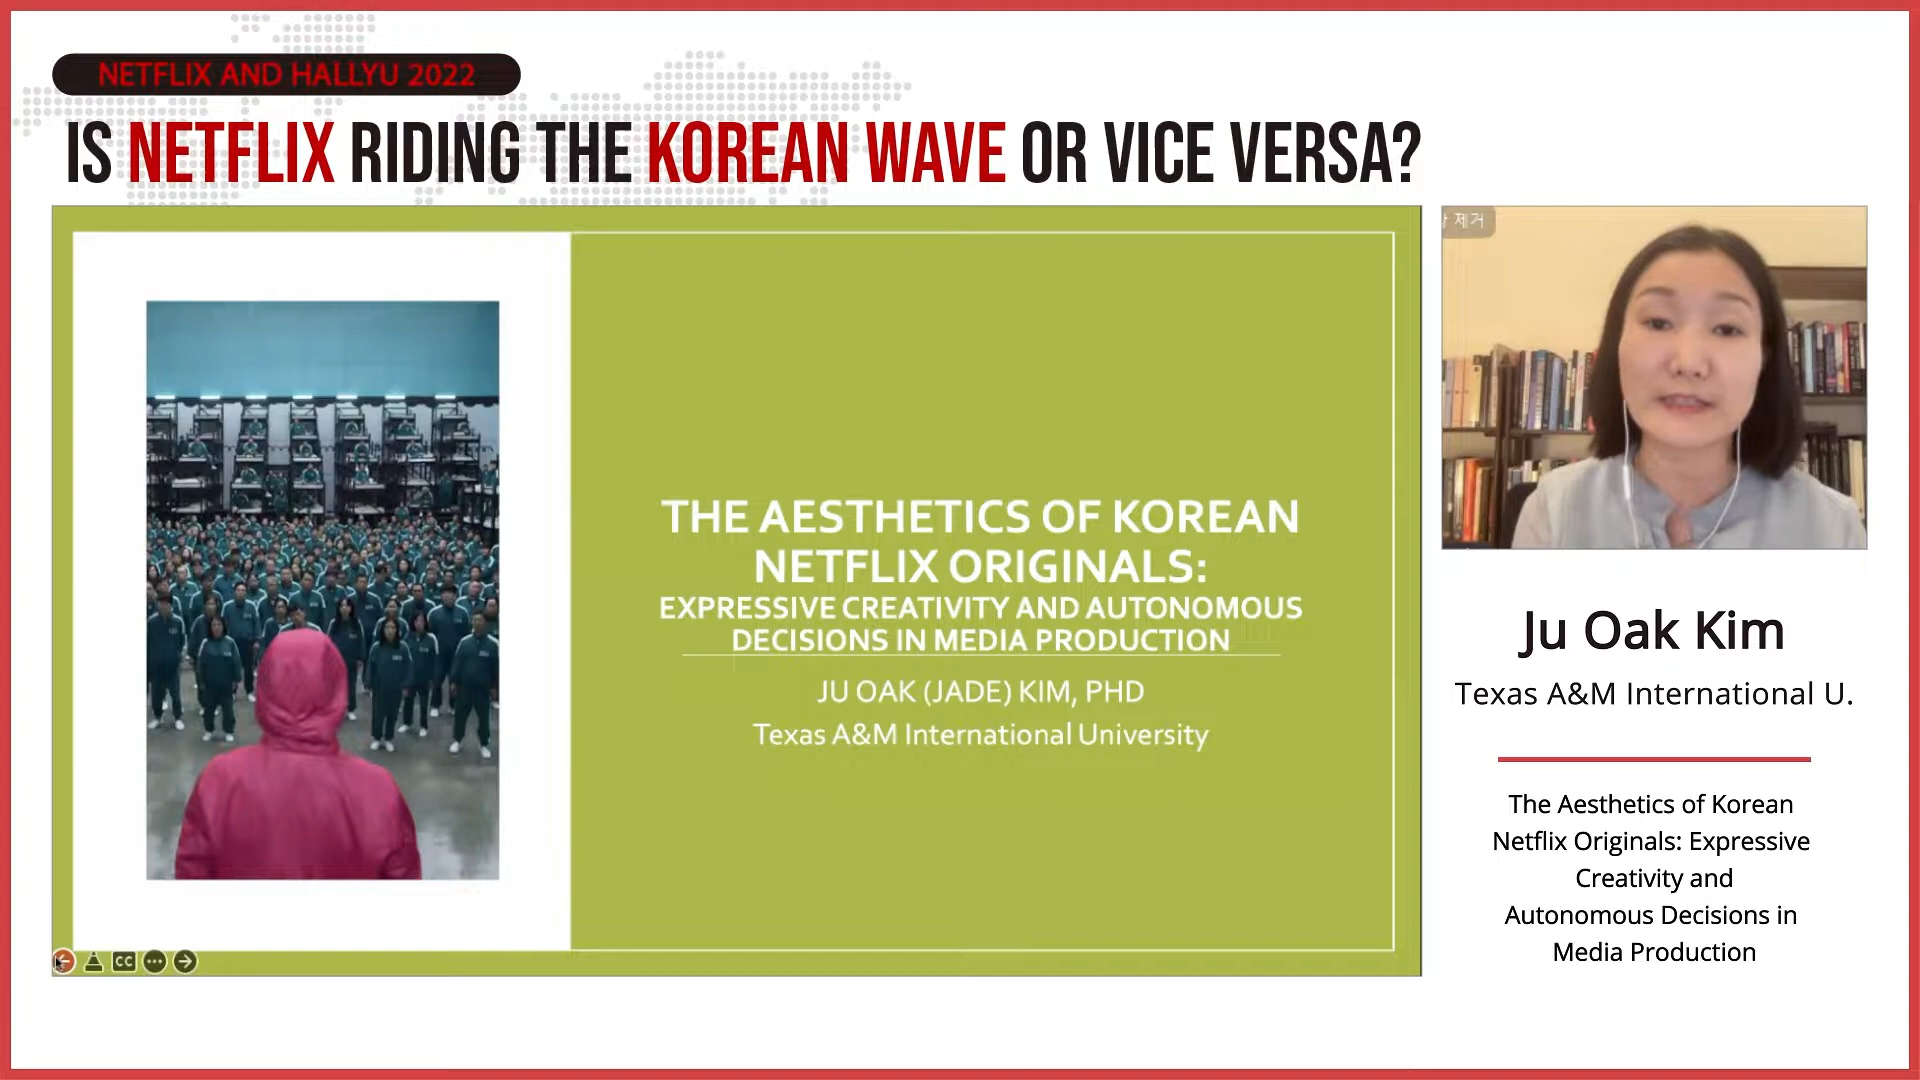 NETFLIX AND HALLYU 2022
IS NETFLIX RIDING THE KOREAN WAVE OR VICE VERSA?
THE AESTHETICS OF KOREAN
NETFLIX ORIGINALS:
EXPRESSIVE CREATIVITY AND AUTONOMOUS
DECISIONS IN MEDIA PRODUCTION
JU OAK (JADE) KIM, PHD
Texas A&M International University
CC
제거
Ju Oak Kim
Texas A&M International U.
The Aesthetics of Korean
Netflix Originals: Expressive
Creativity and
Autonomous Decisions in
Media Production